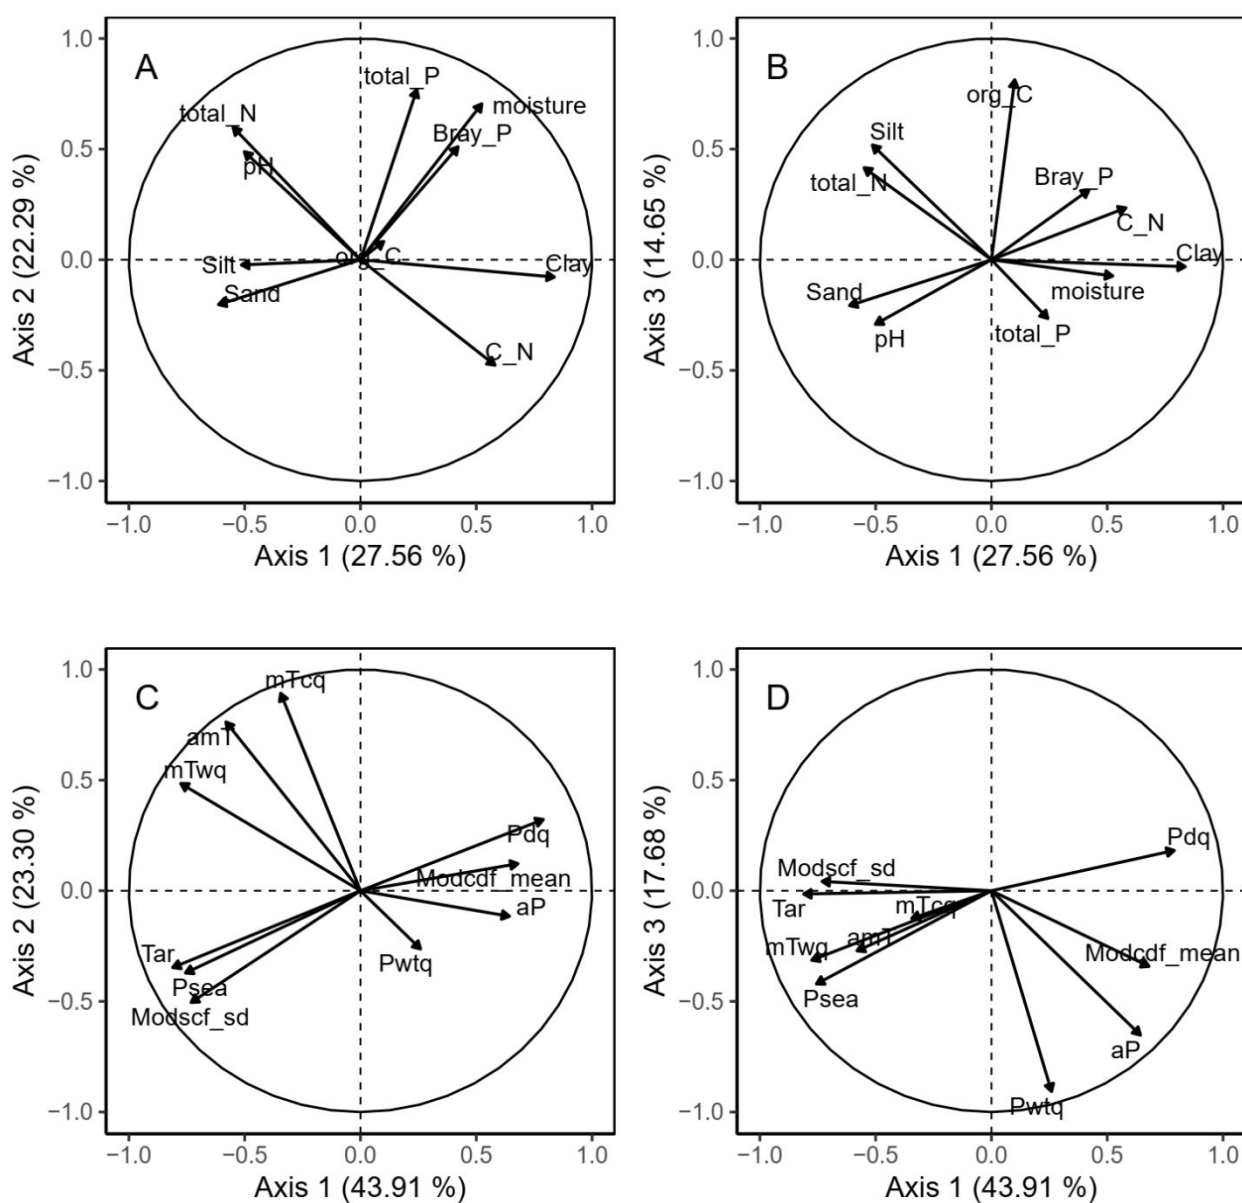 A
B
total_P
moisture
total_N
Bray_P
pH
org_C
Silt
Sand
Clay
C_N
Axis 2 (22.29 %)
1.0
0.5
0.0
−0.5
−1.0
−1.0 −0.5 0.0 0.5 1.0
Axis 1 (27.56 %)
org_C
Silt
Bray_P
total_N
C_N
Clay
Sand
moisture
pH
total_P
Axis 3 (14.65 %)
1.0
0.5
0.0
−0.5
−1.0
−1.0 −0.5 0.0 0.5 1.0
Axis 1 (27.56 %)
C
mTcq
amT
mTwq
Pdq
Modcdf_mean
aP
Tar
Pwtq
Psea
Modscf_sd
Axis 2 (23.30 %)
1.0
0.5
0.0
−0.5
−1.0
−1.0 −0.5 0.0 0.5 1.0
Axis 1 (43.91 %)
D
Pdq
Modscf_sd
Tar
mTcq
amT
mTwq
Modcdf_mean
Psea
aP
Pwtq
Axis 3 (17.68 %)
1.0
0.5
0.0
−0.5
−1.0
−1.0 −0.5 0.0 0.5 1.0
Axis 1 (43.91 %)